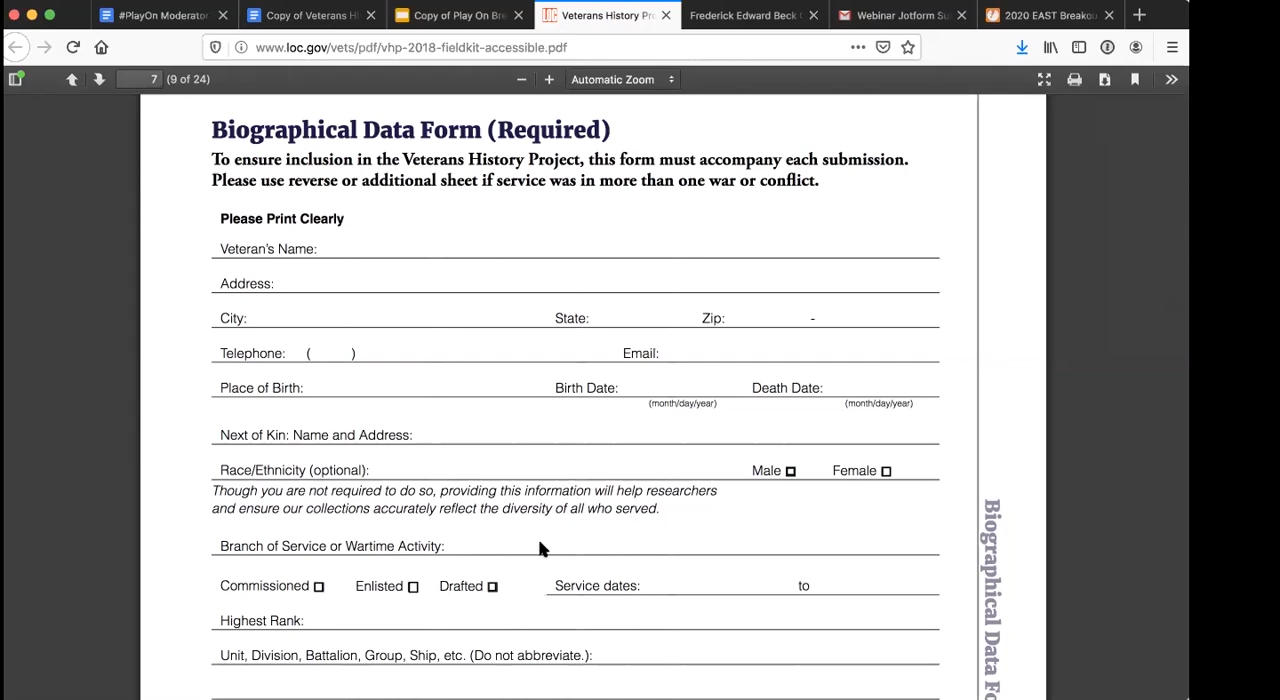 #PlayOn Moderator
Copy of Veterans Hi
Copy of Play On Bre
Veterans History Pro
Frederick Edward Beck
Webinar Jotform Su
2020 EAST Breakou
www.loc.gov/vets/pdf/vhp-2018-fieldkit-accessible.pdf
7 (9 of 24)
Automatic Zoom
Biographical Data Form (Required)
To ensure inclusion in the Veterans History Project, this form must accompany each submission.
Please use reverse or additional sheet if service was in more than one war or conflict.
Please Print Clearly
Veteran's Name:
Address:
City: State: Zip: -
Telephone: ( ) Email:
Place of Birth: Birth Date: Death Date:
(month/day/year) (month/day/year)
Next of Kin: Name and Address:
Race/Ethnicity (optional): Male Female
Though you are not required to do so, providing this information will help researchers
and ensure our collections accurately reflect the diversity of all who served.
Branch of Service or Wartime Activity:
Commissioned Enlisted Drafted Service dates: to
Highest Rank:
Unit, Division, Battalion, Group, Ship, etc. (Do not abbreviate.):
Biographical Data Fo